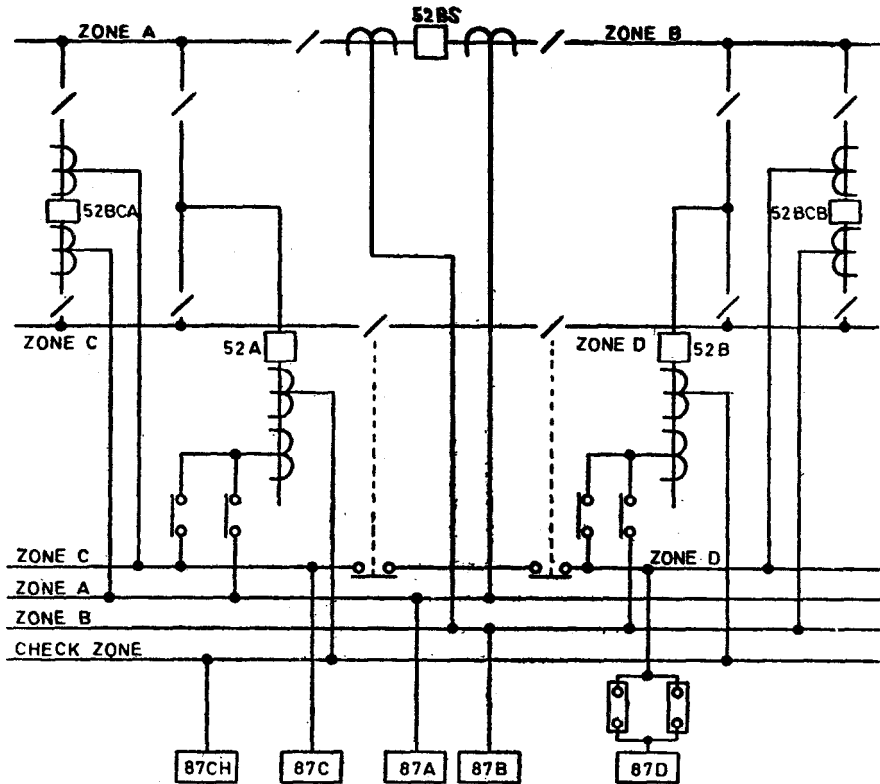 52BS
ZONE A
ZONE B
52BCA
52BCB
ZONE C
52A
ZONE D
52B
ZONE C
ZONE D
ZONE A
ZONE B
CHECK ZONE
87CH
87C
87A
87B
87D